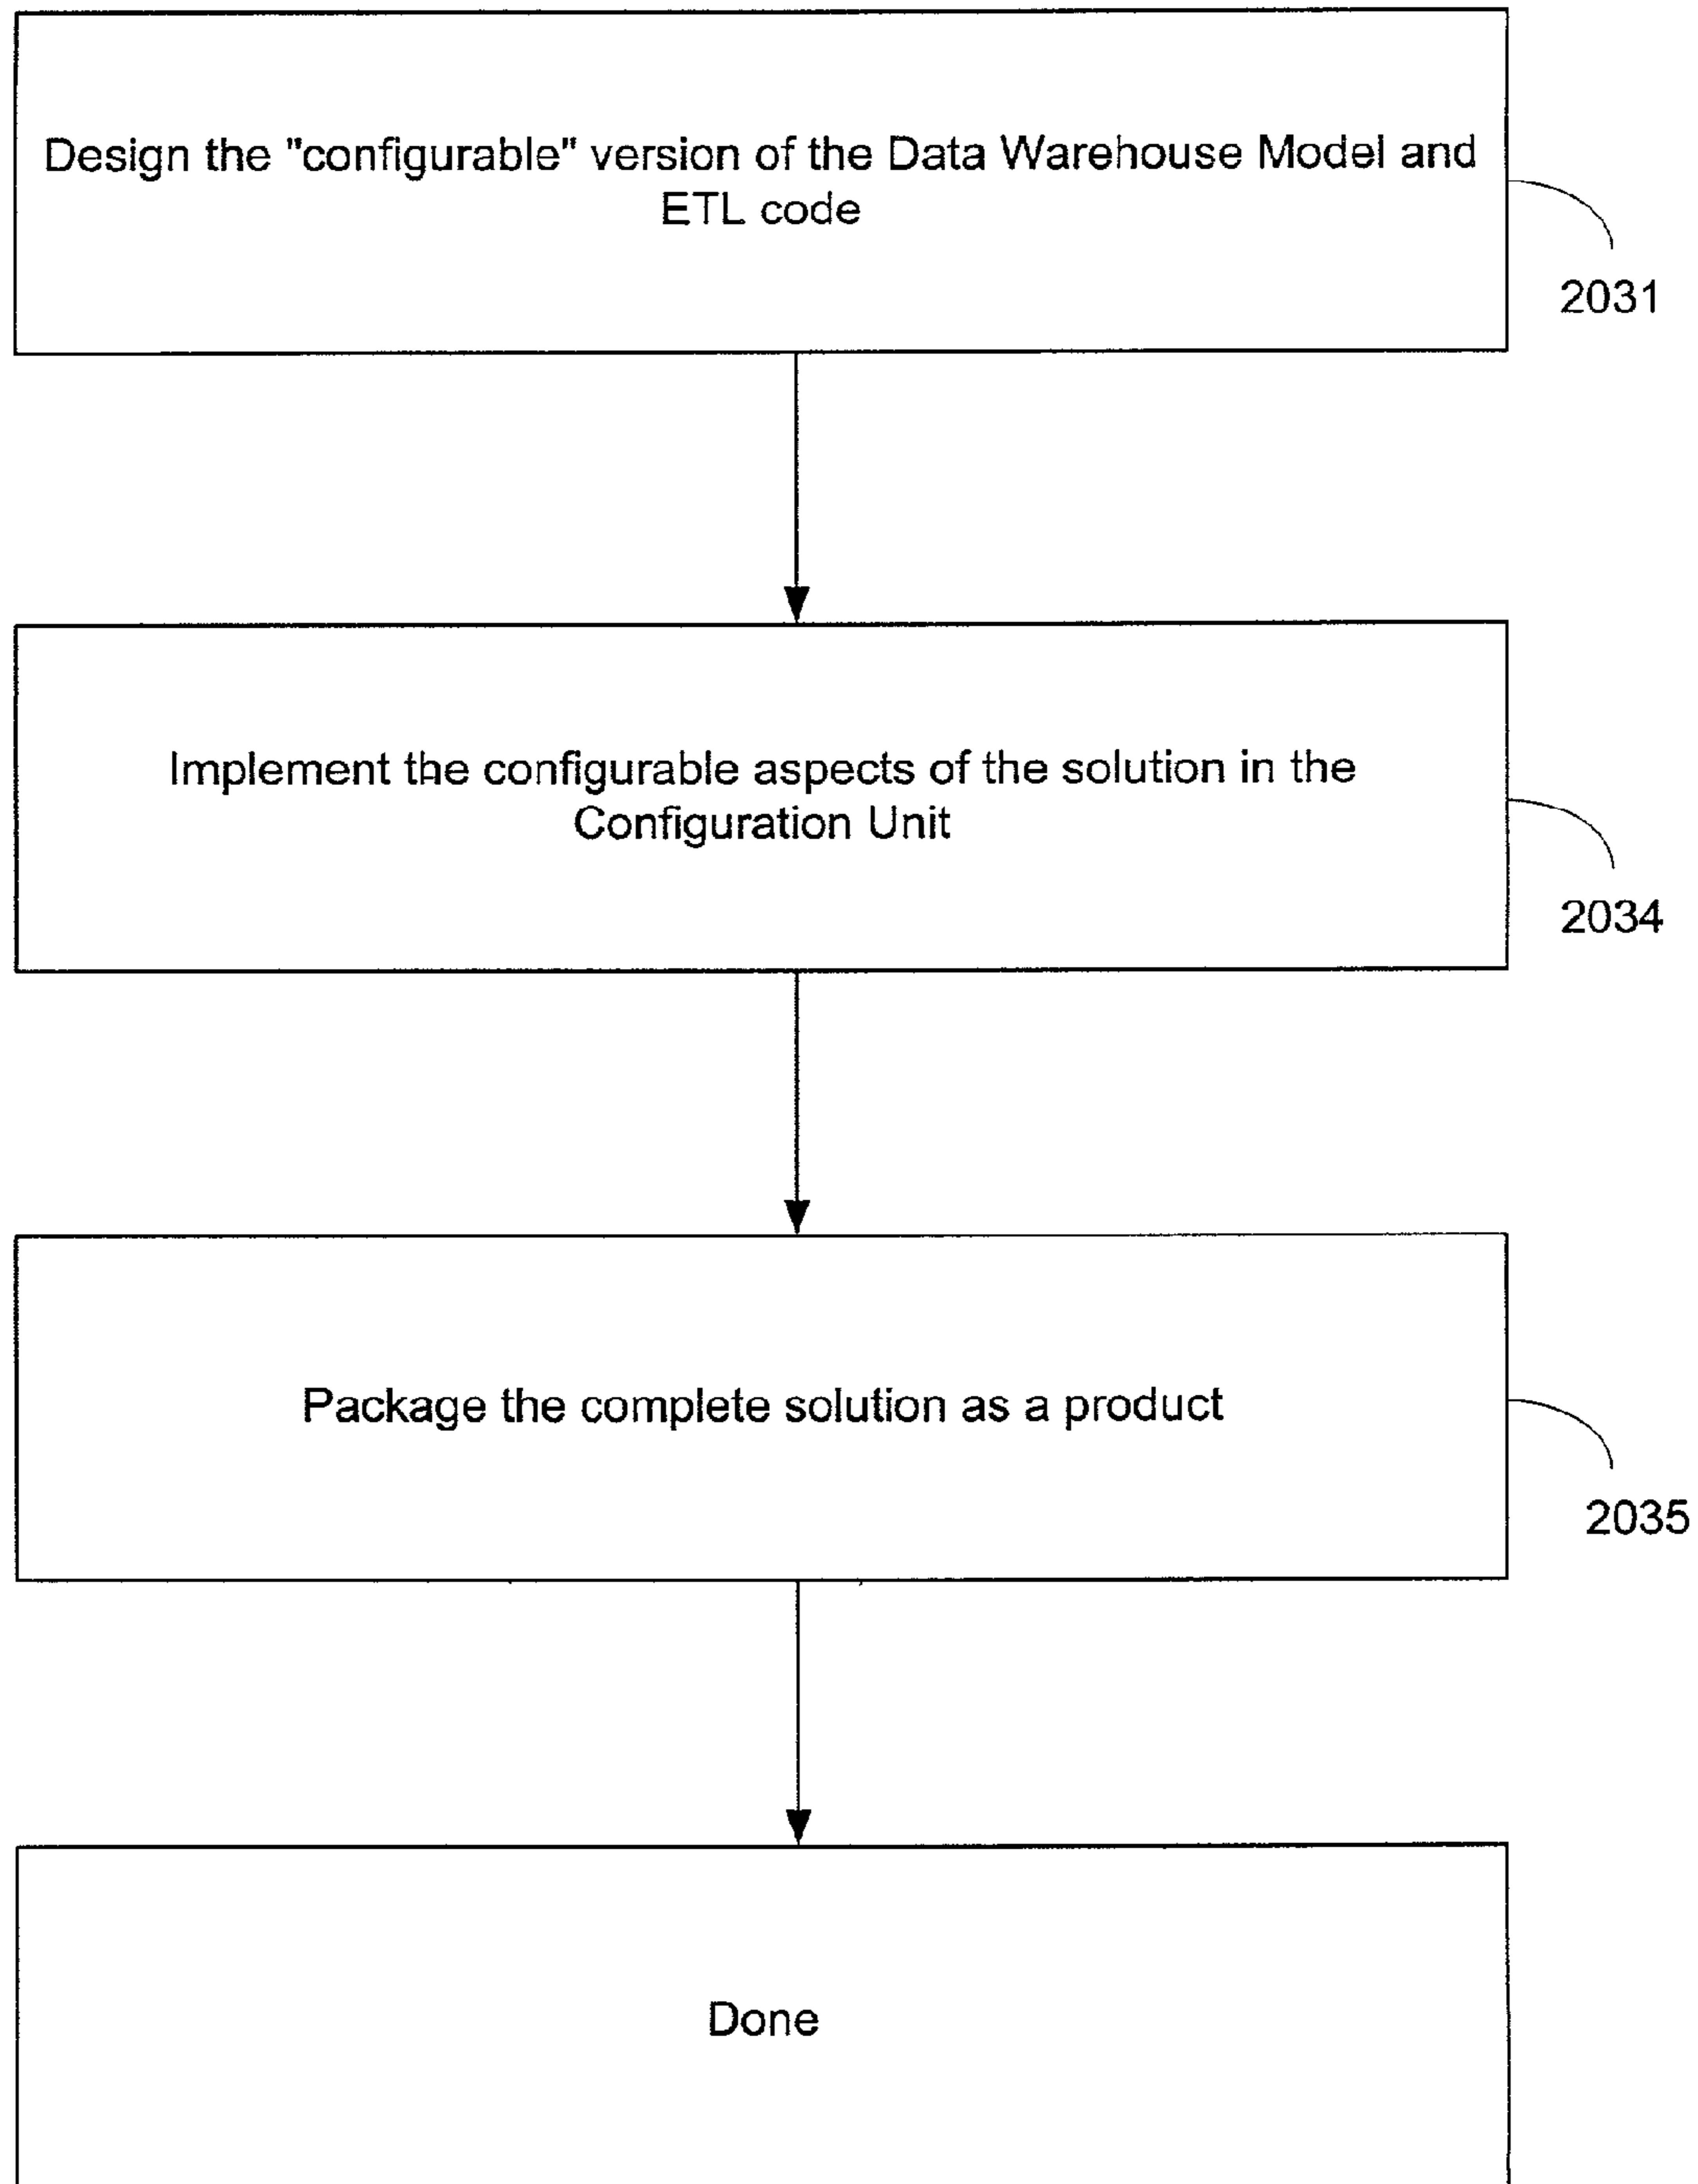 Design the "configurable" version of the Data Warehouse Model and
ETL code
2031
Implement the configurable aspects of the solution in the
Configuration Unit
2034
Package the complete solution as a product
2035
Done